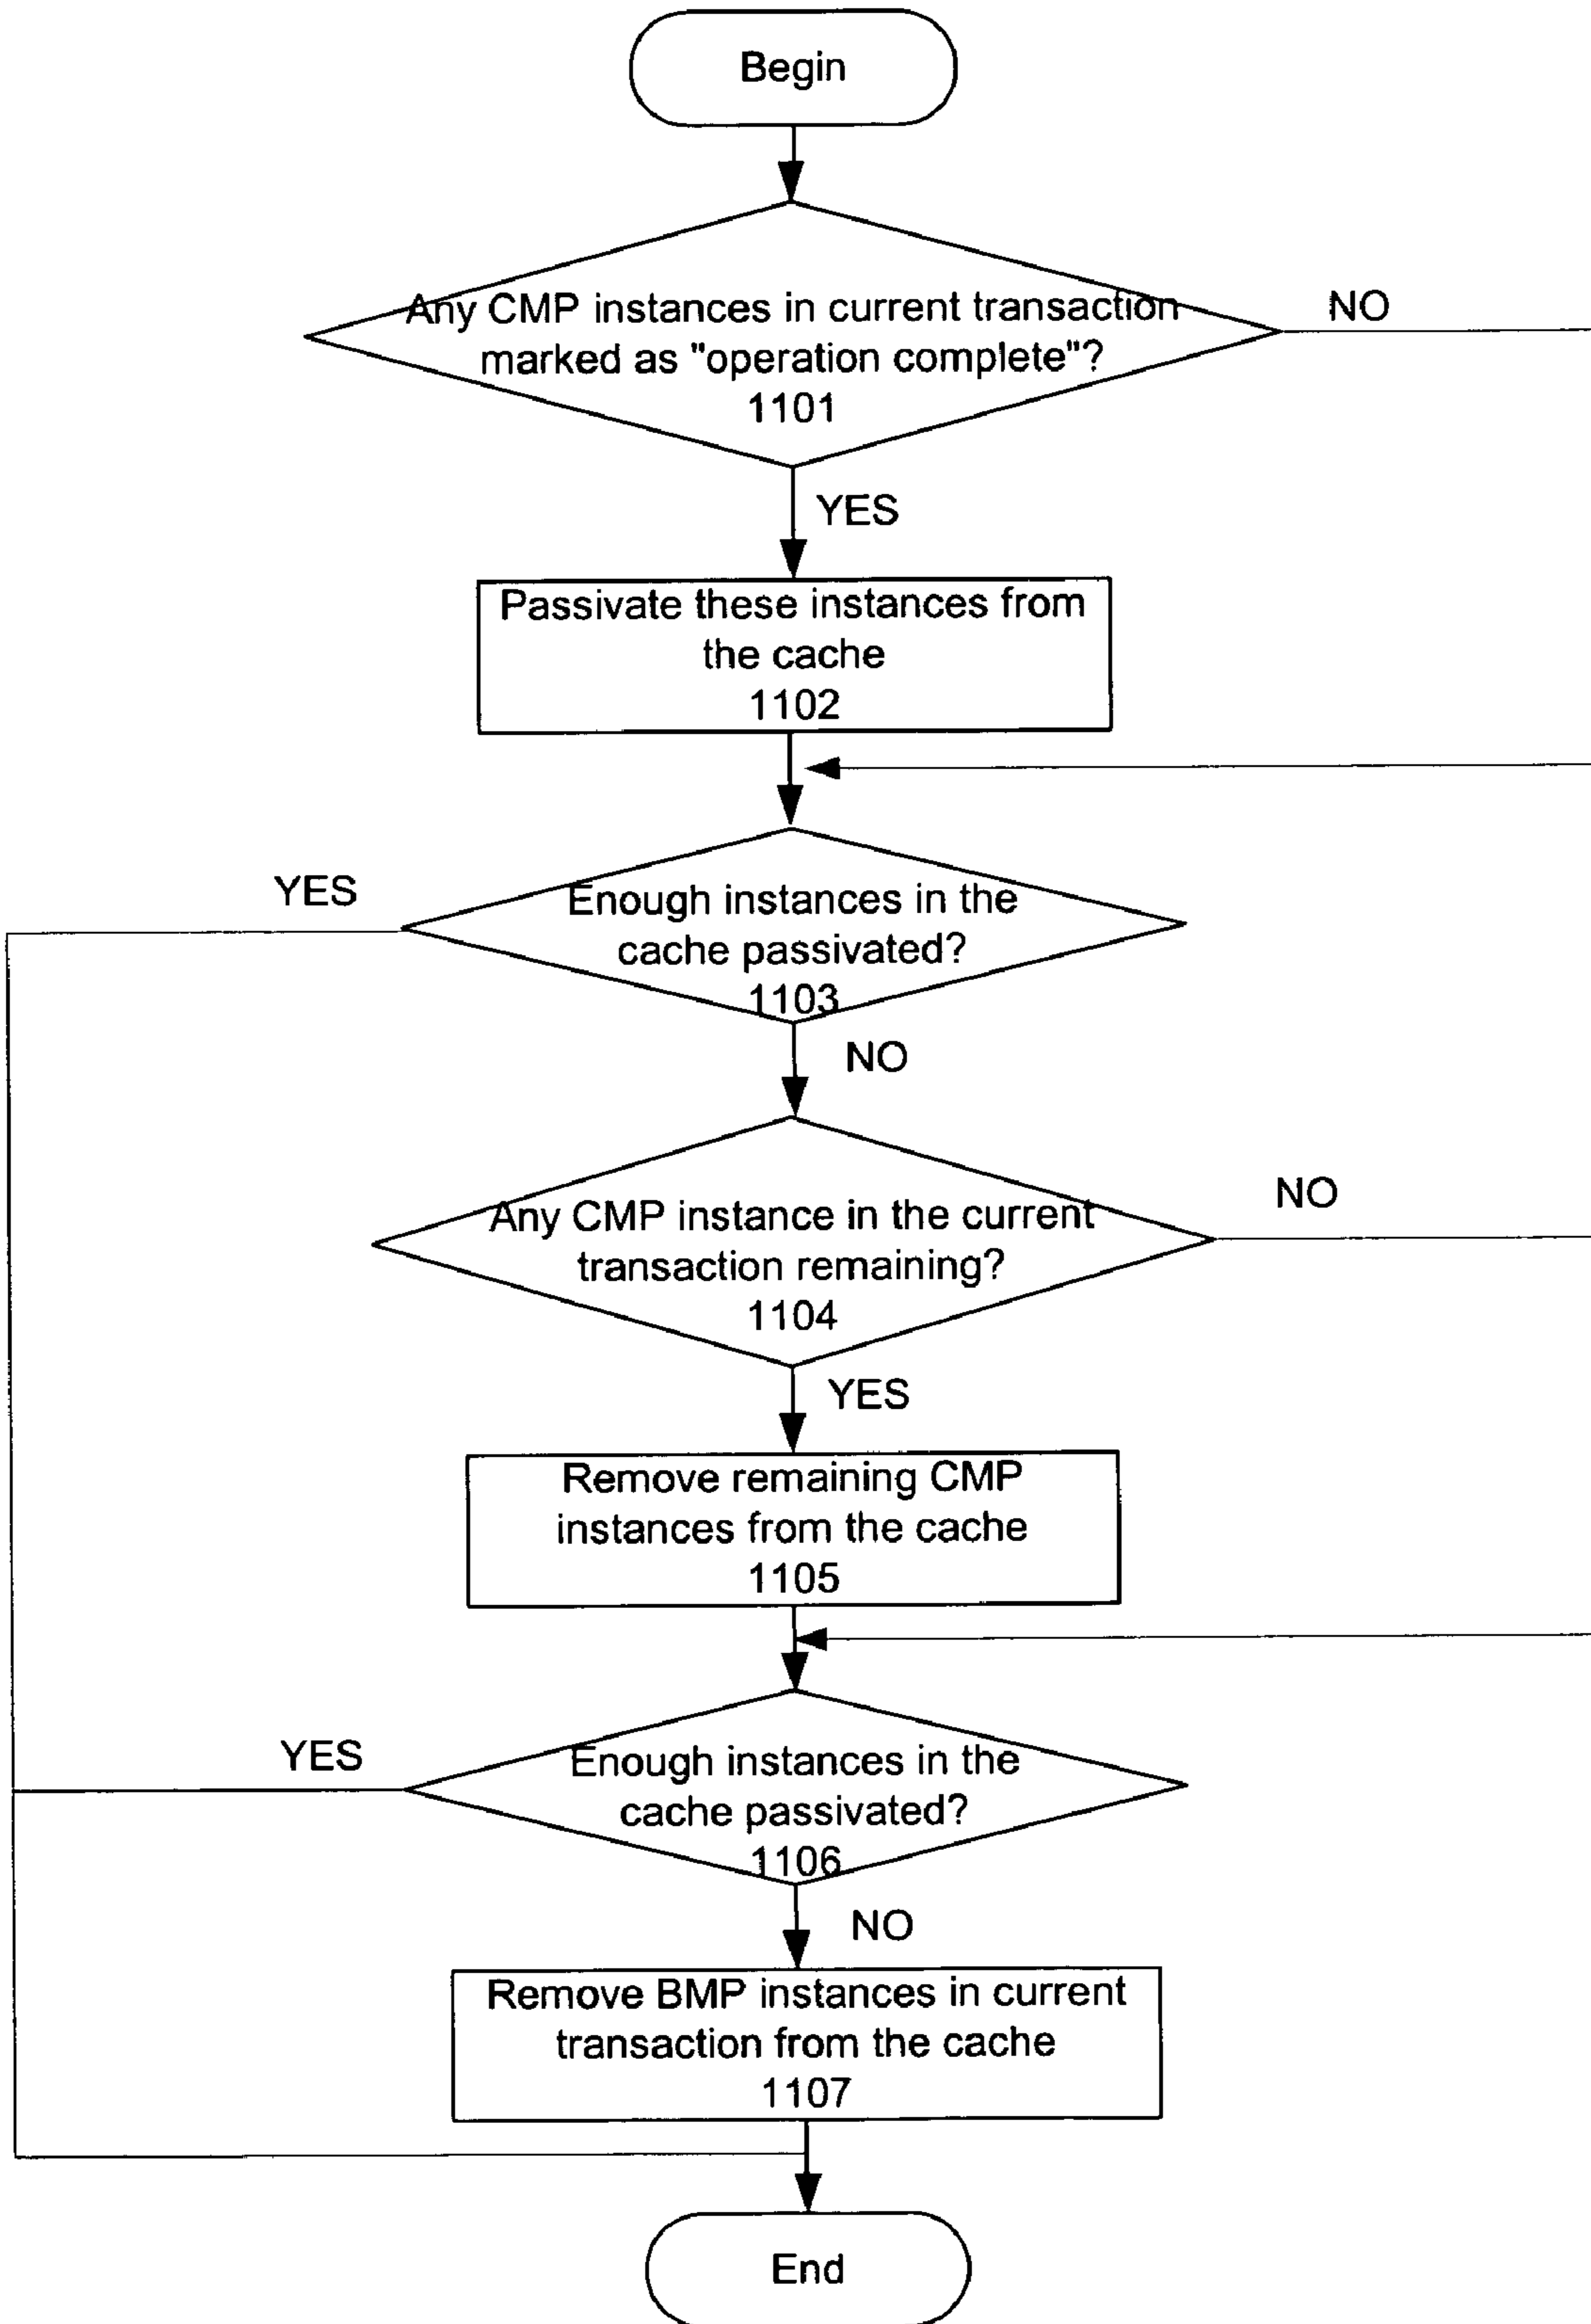 Begin
Any CMP instances in current transaction
marked as "operation complete"?
1101
NO
YES
Passivate these instances from
the cache
1102
YES
Enough instances in the
cache passivated?
1103
NO
Any CMP instance in the current
transaction remaining?
1104
NO
YES
Remove remaining CMP
instances from the cache
1105
YES
Enough instances in the
cache passivated?
1106
NO
Remove BMP instances in current
transaction from the cache
1107
End